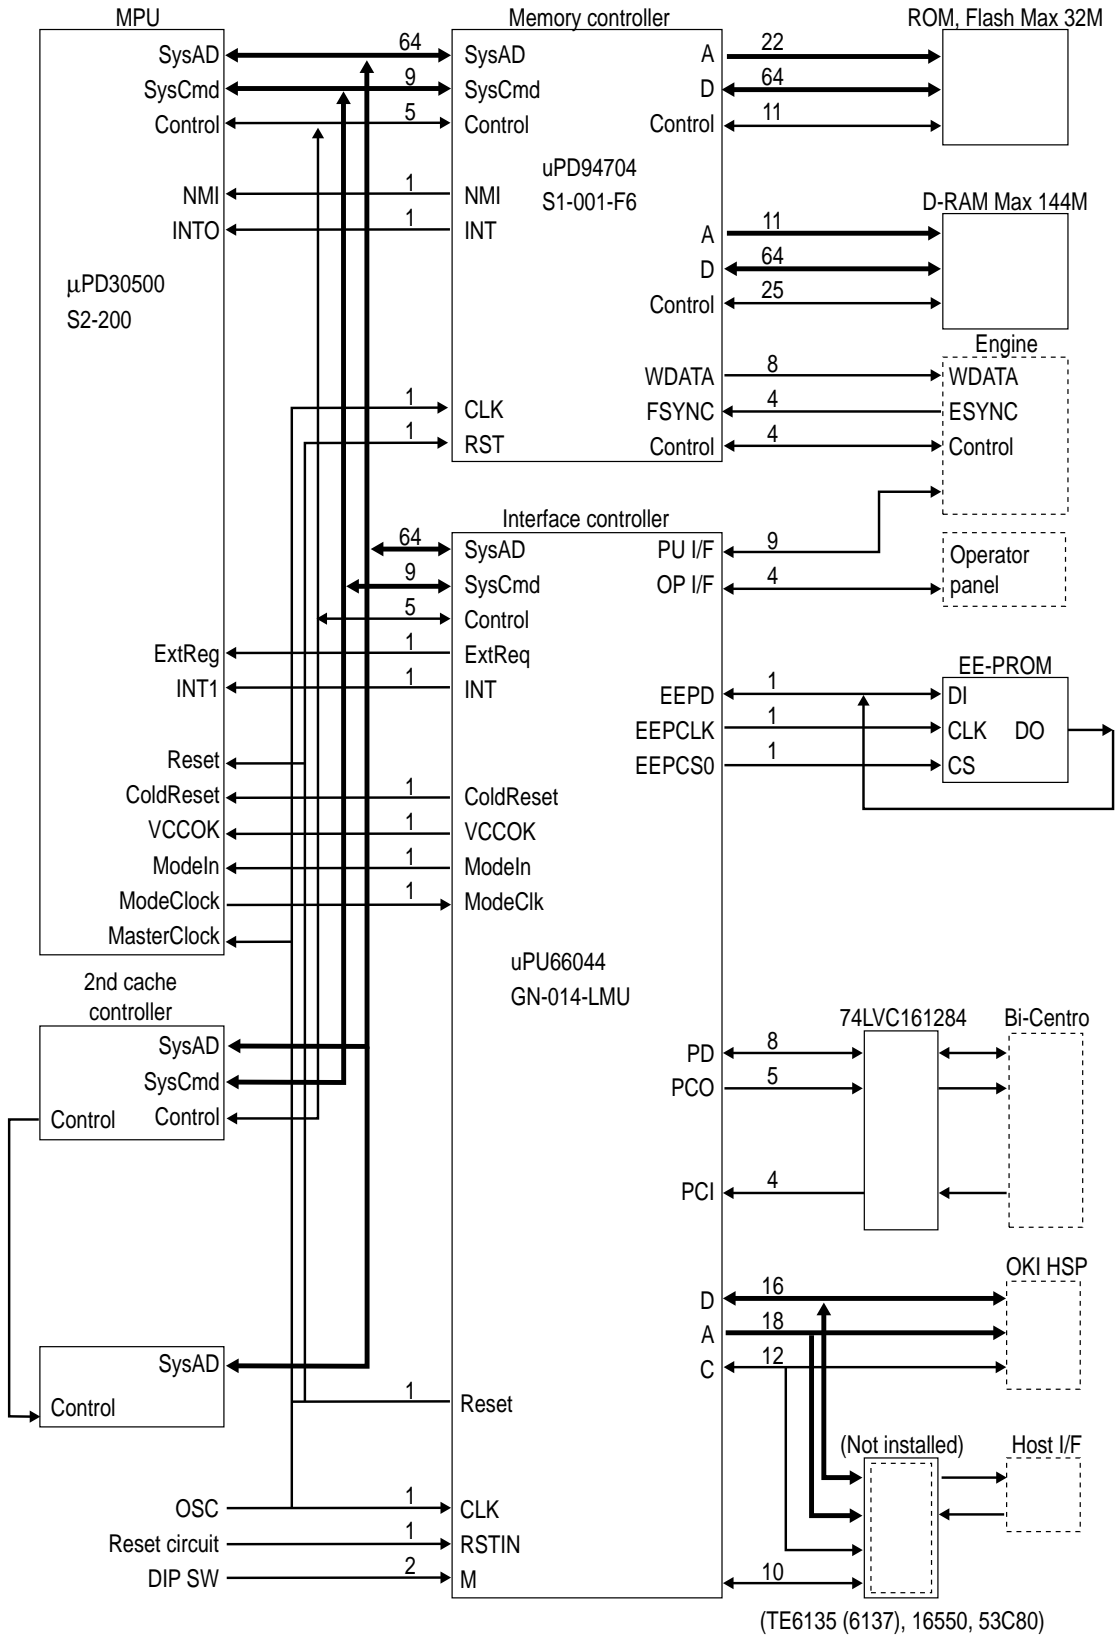 MPU
Memory controller
ROM, Flash Max 32M
SysAD
64
SysAD
A
22
SysCmd
9
SysCmd
D
64
Control
5
Control
Control
11
uPD94704
S1-001-F6
NMI
1
NMI
INTO
1
INT
D-RAM Max 144M
A
11
D
64
Control
25
µPD30500
S2-200
Engine
WDATA
8
WDATA
1
CLK
FSYNC
4
ESYNC
1
RST
Control
4
Control
Interface controller
64
SysAD
PU I/F
9
Operator
panel
9
SysCmd
OP I/F
4
5
Control
ExtReg
1
ExtReq
INT1
1
INT
EE-PROM
EEPD
1
DI
EEPCLK
1
CLK
DO
EEPCS0
1
CS
Reset
ColdReset
1
ColdReset
VCCOK
1
VCCOK
ModeIn
1
ModeIn
ModeClock
1
ModeClk
MasterClock
uPU66044
GN-014-LMU
2nd cache
controller
SysAD
SysCmd
Control
Control
74LVC161284
Bi-Centro
PD
8
PCO
5
PCI
4
OKI HSP
D
16
A
18
C
12
SysAD
Control
1
Reset
(Not installed)
Host I/F
OSC
1
CLK
Reset circuit
1
RSTIN
DIP SW
2
M
10
(TE6135 (6137), 16550, 53C80)